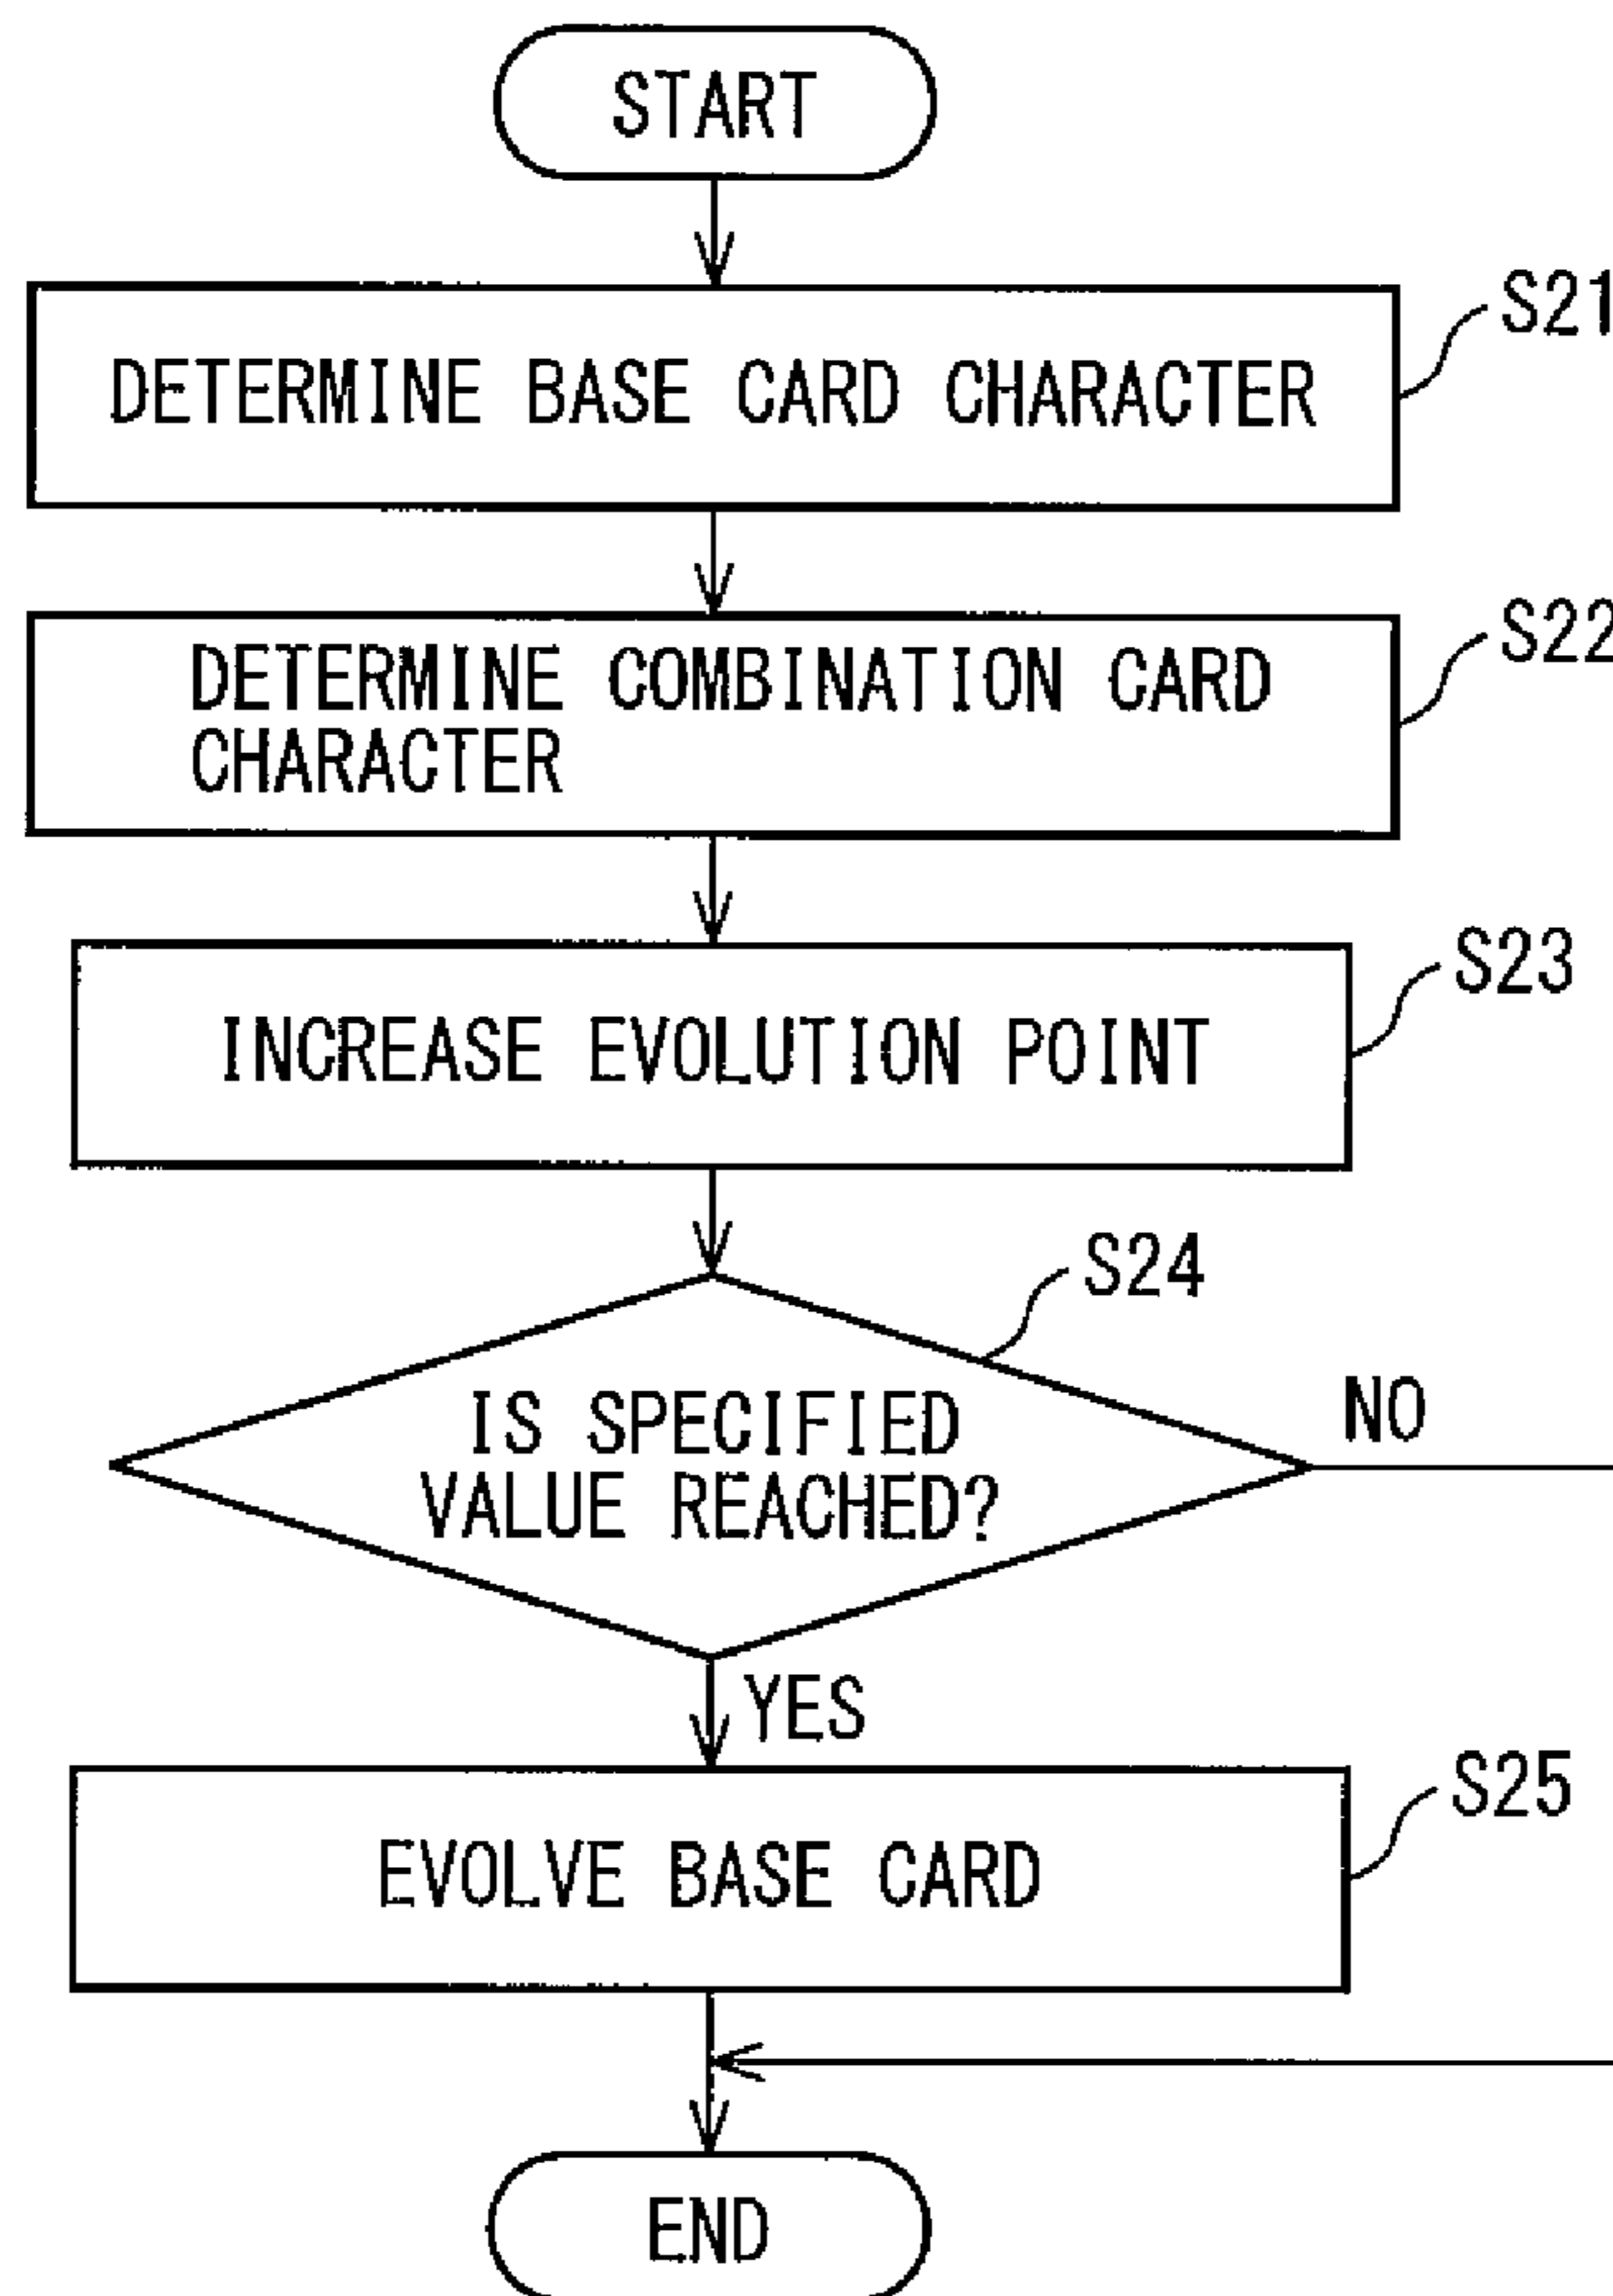 START
S21
DETERMINE BASE CARD CHARACTER
S22
DETERMINE COMBINATION CARD
CHARACTER
S23
INCREASE EVOLUTION POINT
S24
IS SPECIFIED
VALUE REACHED?
NO
YES
S25
EVOLVE BASE CARD
END